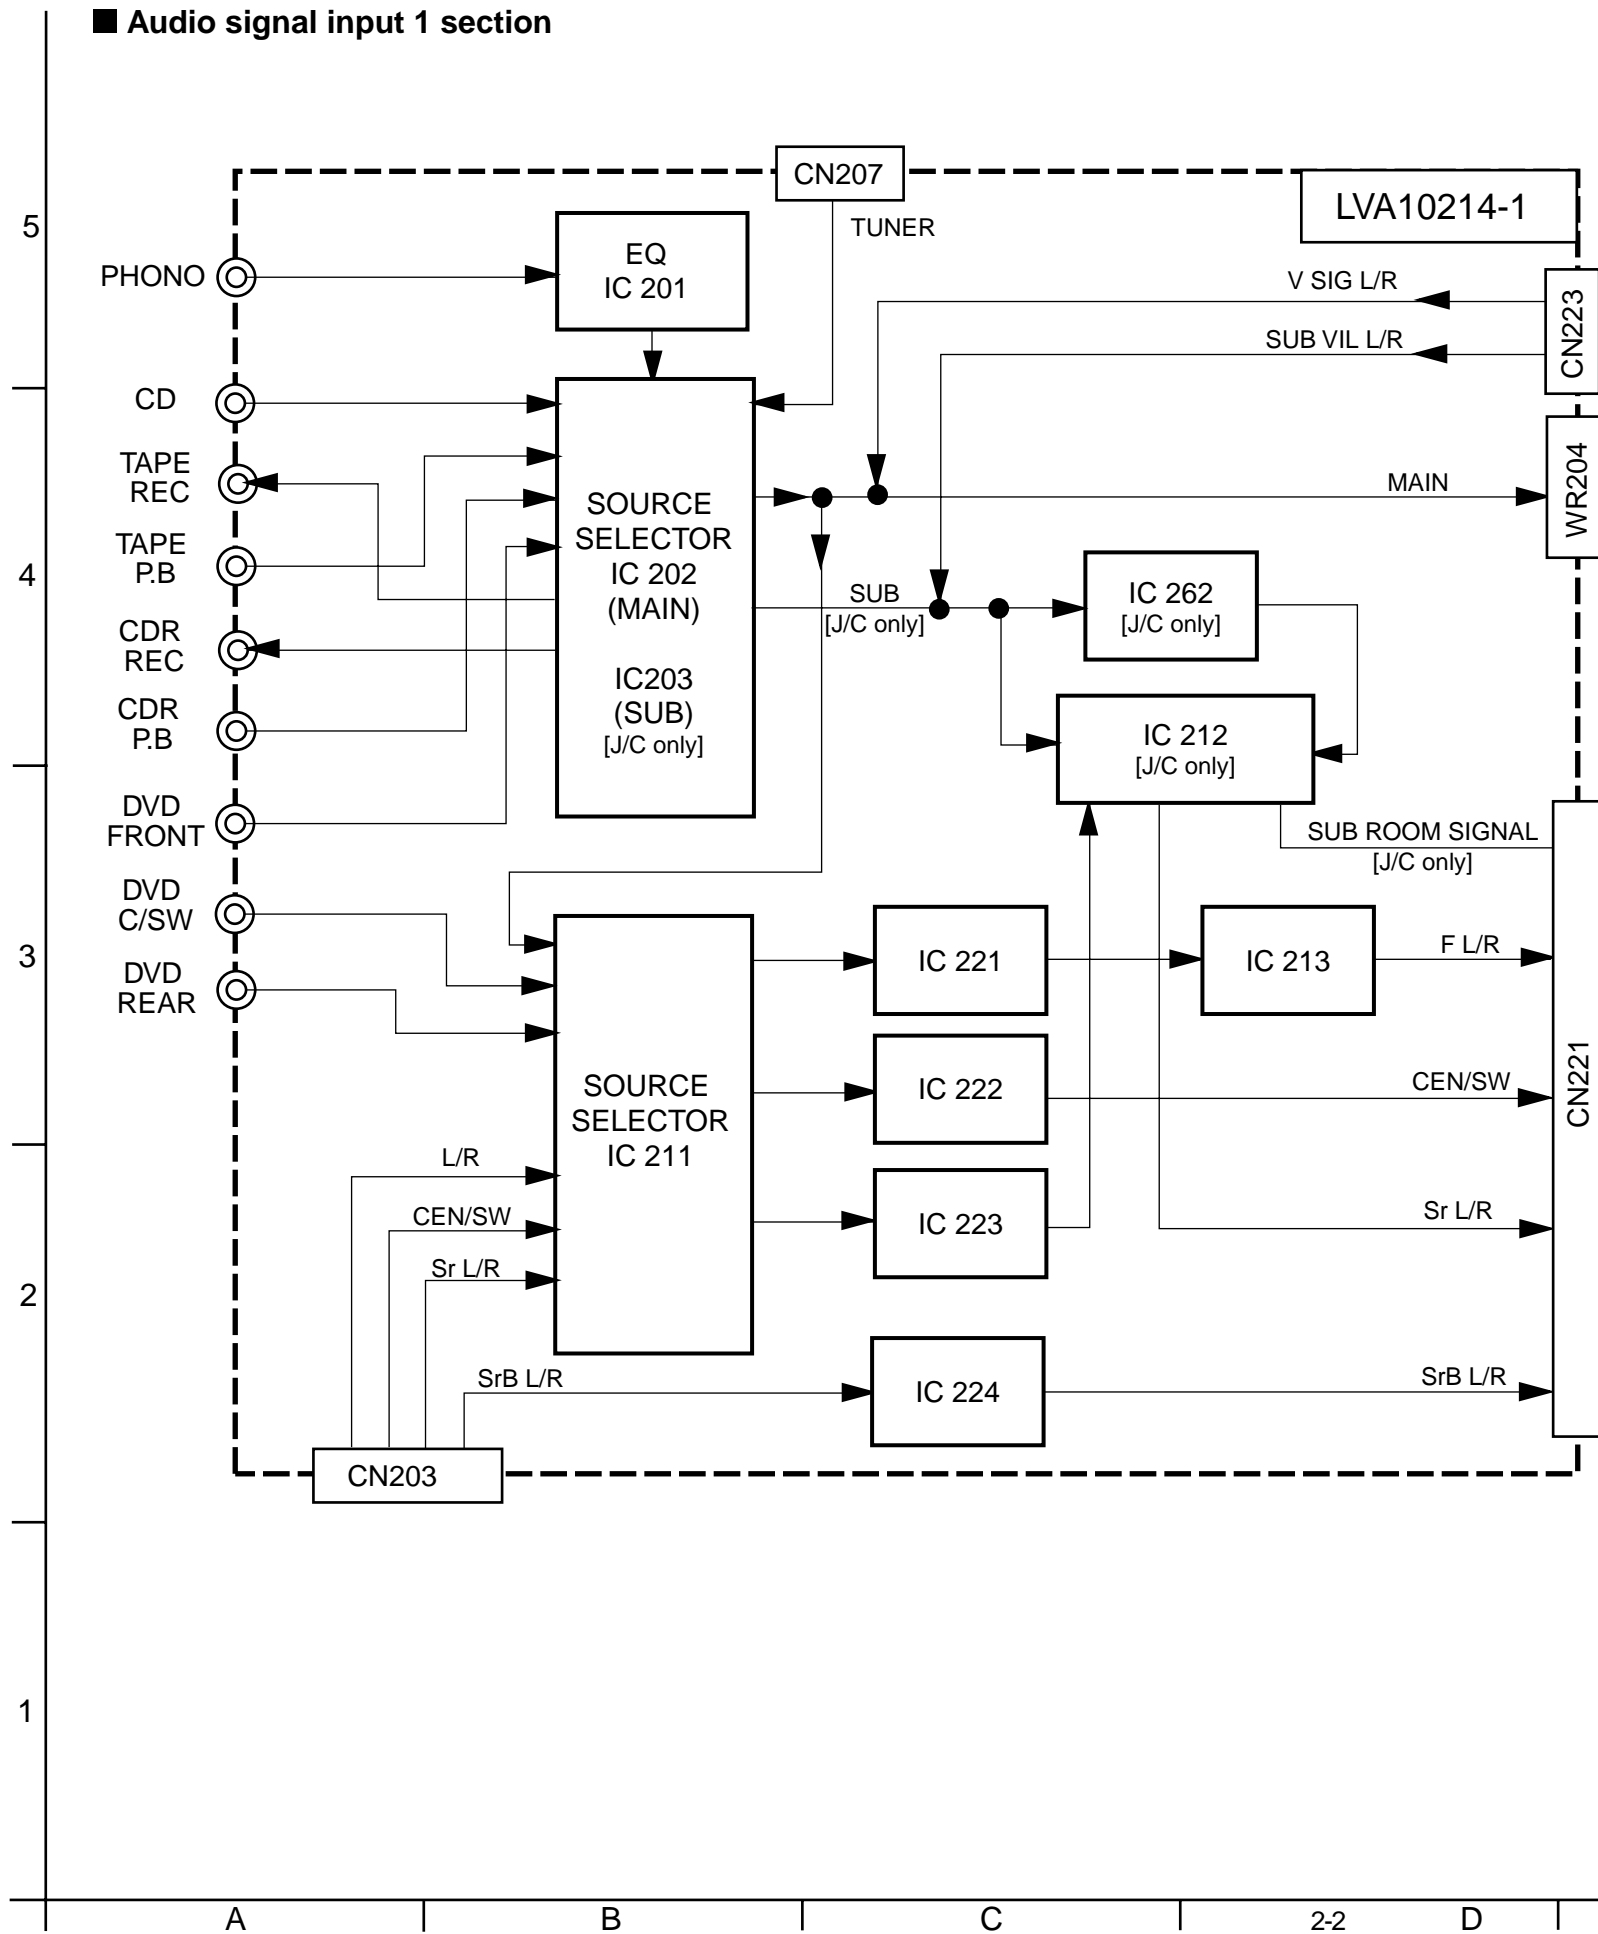 ■ Audio signal input 1 section
CN207
LVA10214-1
5
TUNER
EQ
IC 201
PHONO
V SIG L/R
CN223
SUB VIL L/R
CD
TAPE
REC
MAIN
WR204
SOURCE
SELECTOR
IC 202
(MAIN)
TAPE
P.B
4
SUB
[J/C only]
IC 262
[J/C only]
CDR
REC
IC203
(SUB)
[J/C only]
CDR
P.B
IC 212
[J/C only]
DVD
FRONT
SUB ROOM SIGNAL
[J/C only]
DVD
C/SW
3
IC 221
IC 213
F L/R
DVD
REAR
CN221
SOURCE
SELECTOR
IC 211
IC 222
CEN/SW
L/R
CEN/SW
IC 223
Sr L/R
Sr L/R
2
SrB L/R
IC 224
SrB L/R
CN203
1
A
B
C
2-2
D